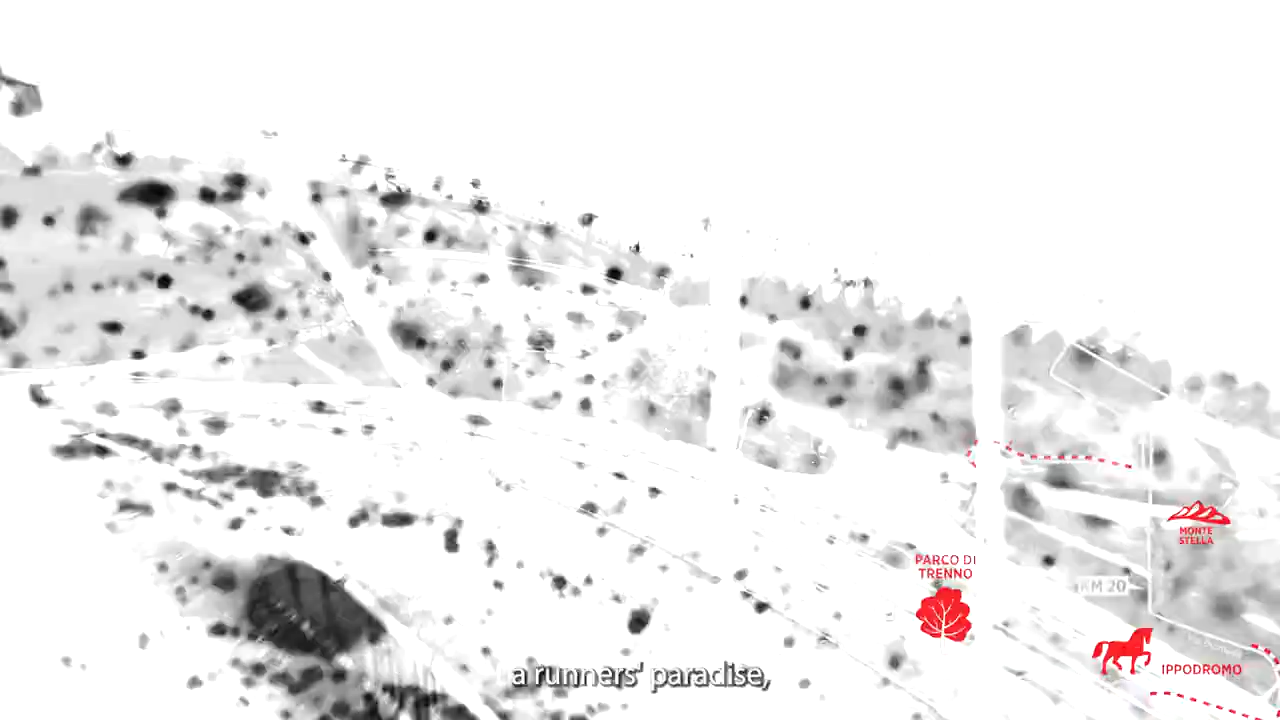 MONTE
STELLA
PARCO DI
TRENNO
KM 20
IPPODROMO
a runners' paradise,